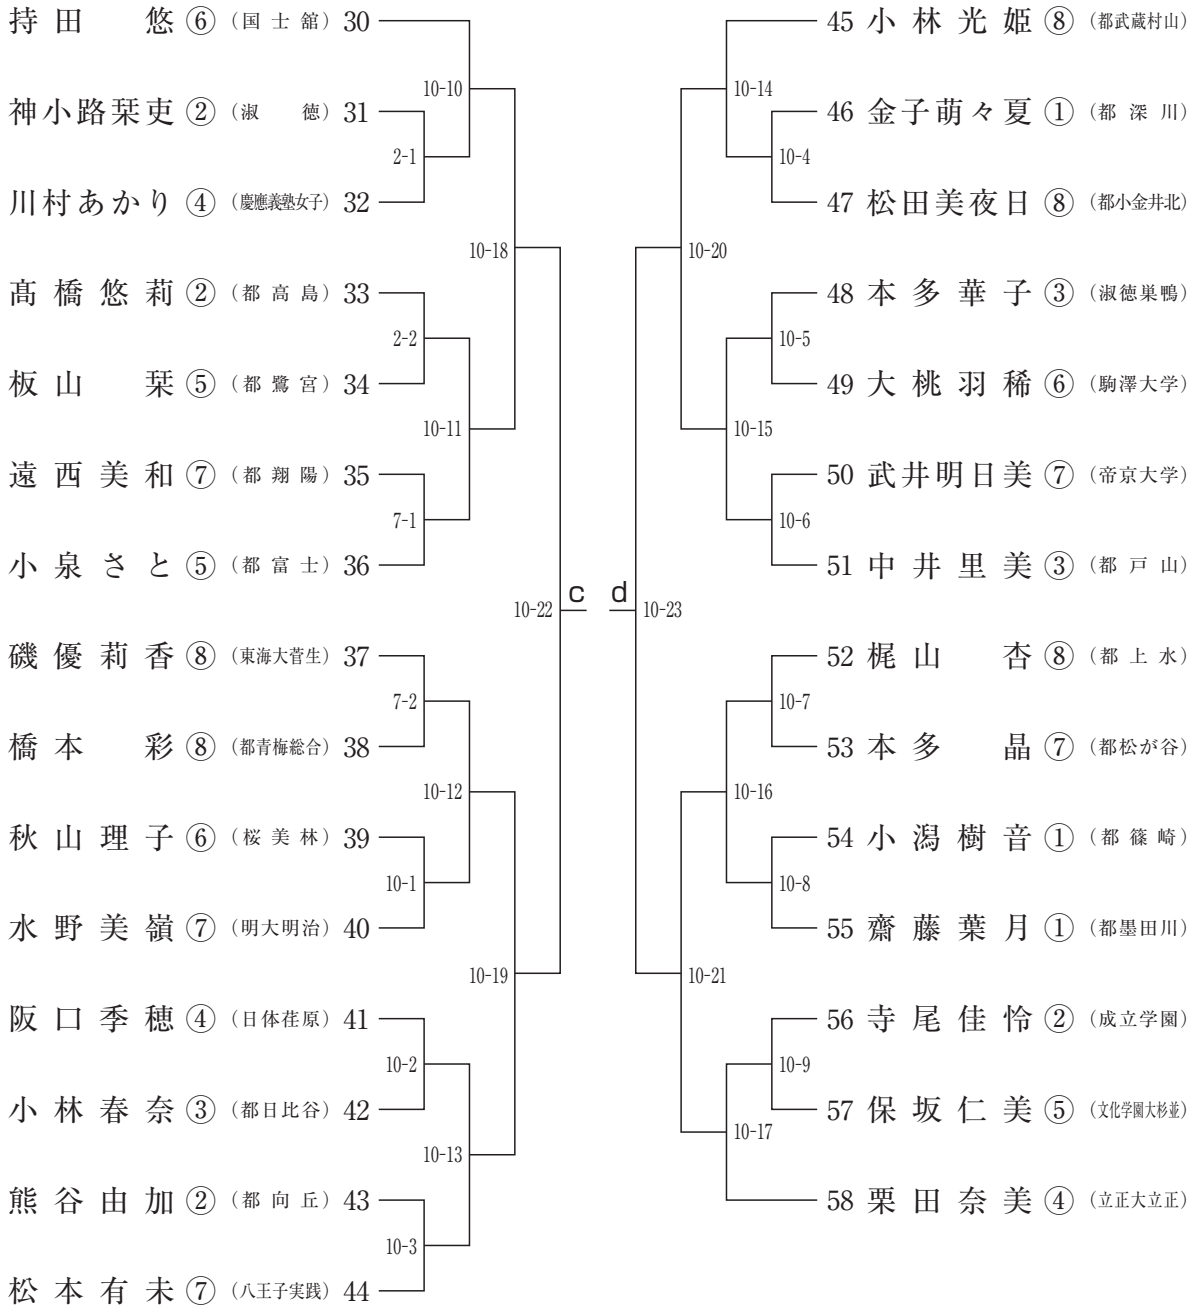 持田 悠 ⑥ (国士舘) 30
10-10
神小路栞吏 ② (淑徳) 31
2-1
川村あかり ④ (慶應義塾女子) 32
10-18
髙橋悠莉 ② (都高島) 33
2-2
板山 栞 ⑤ (都鷺宮) 34
10-11
遠西美和 ⑦ (都翔陽) 35
7-1
小泉さと ⑤ (都富士) 36
10-22 c
磯優莉香 ⑧ (東海大菅生) 37
7-2
橋本 彩 ⑧ (都青梅総合) 38
10-12
秋山理子 ⑥ (桜美林) 39
10-1
水野美嶺 ⑦ (明大明治) 40
10-19
阪口季穂 ④ (日体荏原) 41
10-2
小林春奈 ③ (都日比谷) 42
10-13
熊谷由加 ② (都向丘) 43
10-3
松本有未 ⑦ (八王子実践) 44
45 小林光姫 ⑧ (都武蔵村山)
10-14
46 金子萌々夏 ① (都深川)
10-4
47 松田美夜日 ⑧ (都小金井北)
10-20
48 本多華子 ③ (淑徳巣鴨)
10-5
49 大桃羽稀 ⑥ (駒澤大学)
10-15
50 武井明日美 ⑦ (帝京大学)
10-6
51 中井里美 ③ (都戸山)
d 10-23
52 梶山 杏 ⑧ (都上水)
10-7
53 本多 晶 ⑦ (都松が谷)
10-16
54 小潟樹音 ① (都篠崎)
10-8
55 齋藤葉月 ① (都墨田川)
10-21
56 寺尾佳怜 ② (成立学園)
10-9
57 保坂仁美 ⑤ (文化学園大杉並)
10-17
58 栗田奈美 ④ (立正大立正)